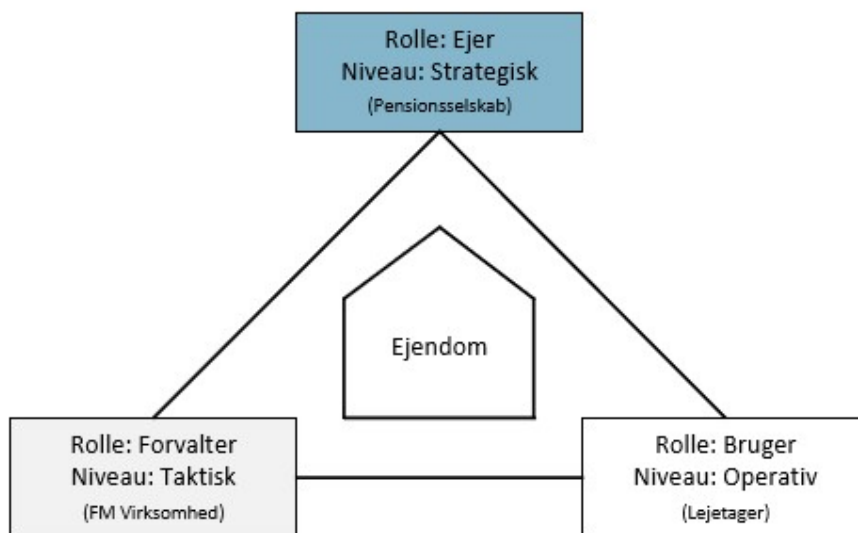 Rolle: Ejer
Niveau: Strategisk
(Pensionsselskab)
Ejendom
Rolle: Forvalter
Niveau: Taktisk
(FM Virksomhed)
Rolle: Bruger
Niveau: Operativ
(Lejetager)